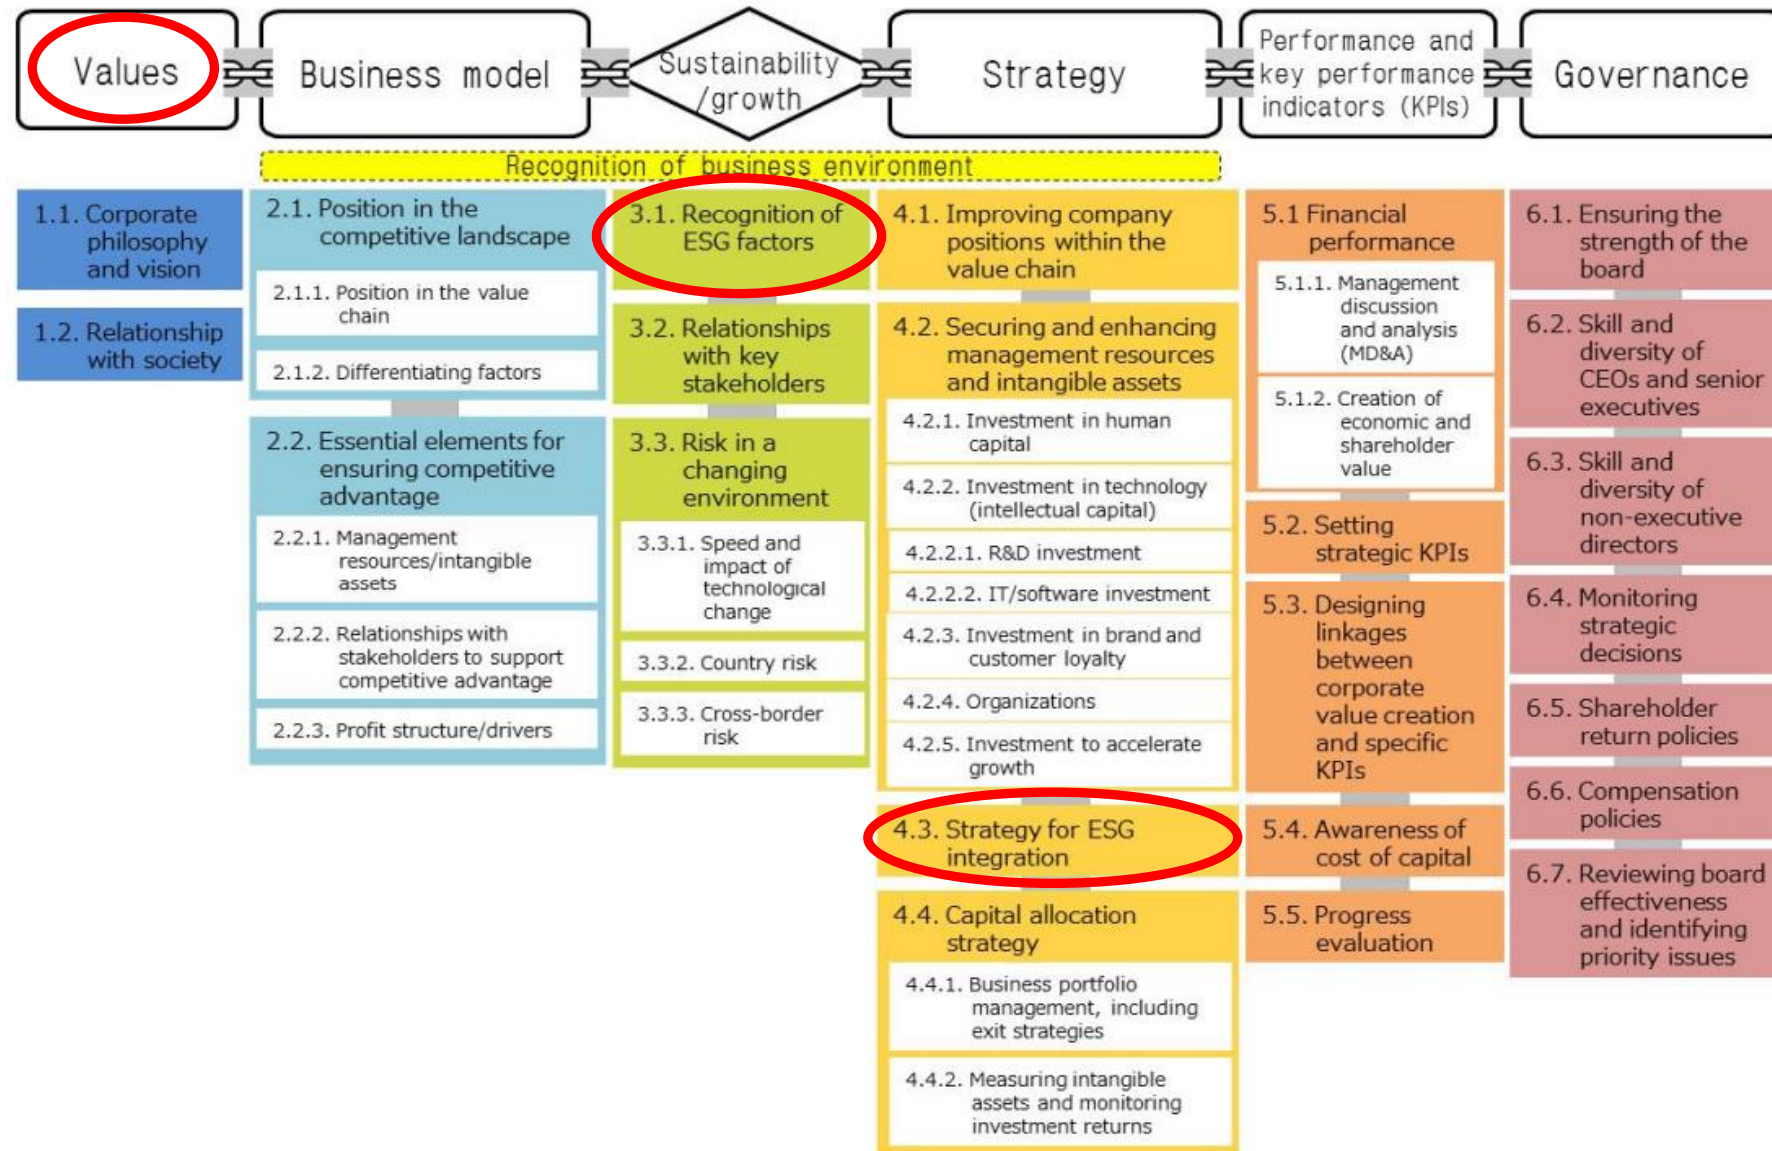 Values
Business model
Sustainability
/growth
Strategy
Performance and
key performance
indicators (KPIs)
Governance
Recognition of business environment
1.1. Corporate
philosophy
and vision
1.2. Relationship
with society
2.1. Position in the
competitive landscape
2.1.1. Position in the value
chain
2.1.2. Differentiating factors
2.2. Essential elements for
ensuring competitive
advantage
2.2.1. Management
resources/intangible
assets
2.2.2. Relationships with
stakeholders to support
competitive advantage
2.2.3. Profit structure/drivers
3.1. Recognition of
ESG factors
3.2. Relationships
with key
stakeholders
3.3. Risk in a
changing
environment
3.3.1. Speed and
impact of
technological
change
3.3.2. Country risk
3.3.3. Cross-border
risk
4.1. Improving company
positions within the
value chain
4.2. Securing and enhancing
management resources
and intangible assets
4.2.1. Investment in human
capital
4.2.2. Investment in technology
(intellectual capital)
4.2.2.1. R&D investment
4.2.2.2. IT/software investment
4.2.3. Investment in brand and
customer loyalty
4.2.4. Organizations
4.2.5. Investment to accelerate
growth
4.3. Strategy for ESG
integration
4.4. Capital allocation
strategy
4.4.1. Business portfolio
management, including
exit strategies
4.4.2. Measuring intangible
assets and monitoring
investment returns
5.1 Financial
performance
5.1.1. Management
discussion
and analysis
(MD&A)
5.1.2. Creation of
economic and
shareholder
value
5.2. Setting
strategic KPIs
5.3. Designing
linkages
between
corporate
value creation
and specific
KPIs
5.4. Awareness of
cost of capital
5.5. Progress
evaluation
6.1. Ensuring the
strength of the
board
6.2. Skill and
diversity of
CEOs and senior
executives
6.3. Skill and
diversity of
non-executive
directors
6.4. Monitoring
strategic
decisions
6.5. Shareholder
return policies
6.6. Compensation
policies
6.7. Reviewing board
effectiveness
and identifying
priority issues